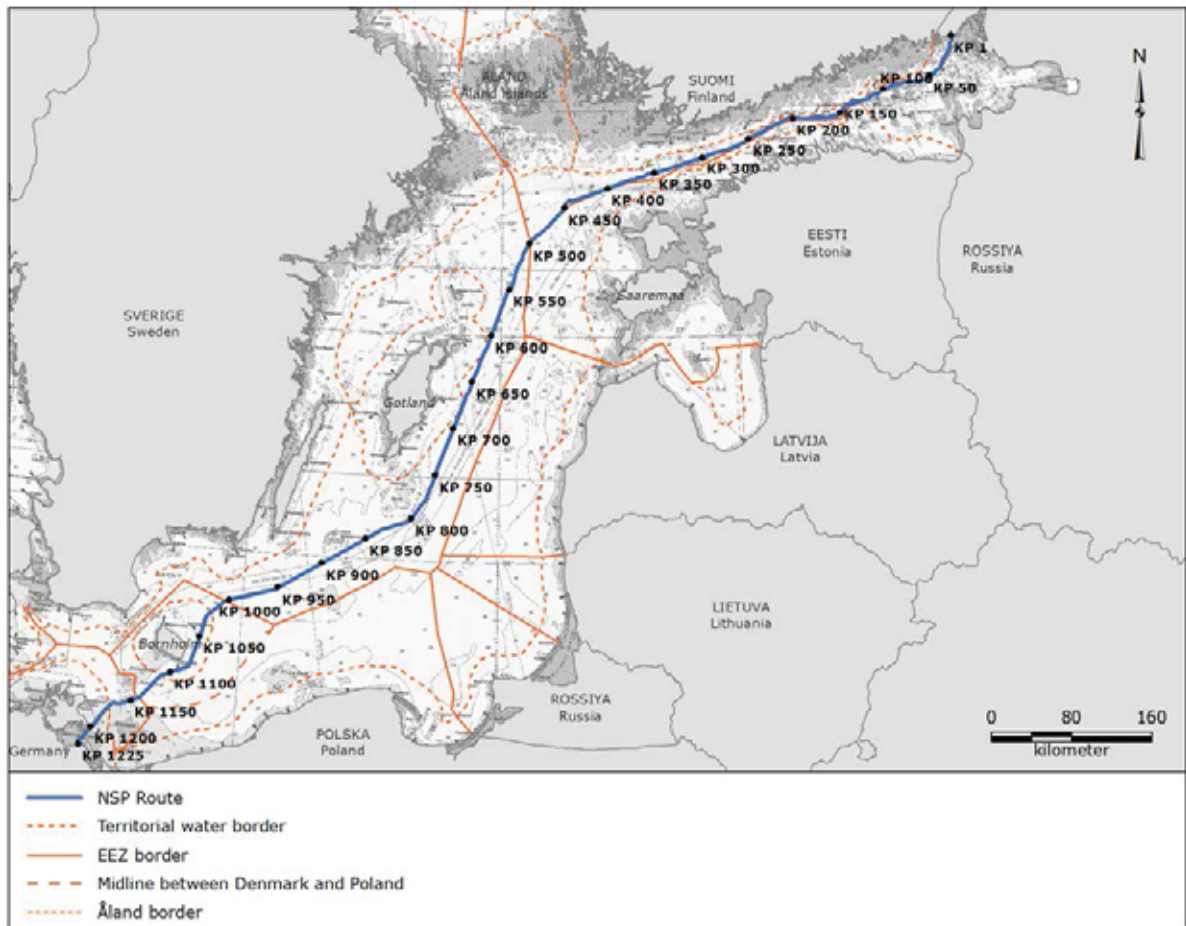 KP 1
N
ÅLAND
Åland Islands
SUOMI
Finland
KP 100
KP 50
KP 150
KP 200
KP 250
KP 300
KP 350
KP 400
KP 450
EESTI
Estonia
ROSSIYA
Russia
KP 500
Saaremaa
KP 550
SVERIGE
Sweden
KP 600
KP 650
Gotland
KP 700
LATVIJA
Latvia
KP 750
KP 800
KP 850
KP 900
KP 950
KP 1000
LIETUVA
Lithuania
Bornholm
KP 1050
KP 1100
KP 1150
ROSSIYA
Russia
KP 1200
POLSKA
Poland
Germany
KP 1225
0 80 160
kilometer
NSP Route
Territorial water border
EEZ border
Midline between Denmark and Poland
Åland border